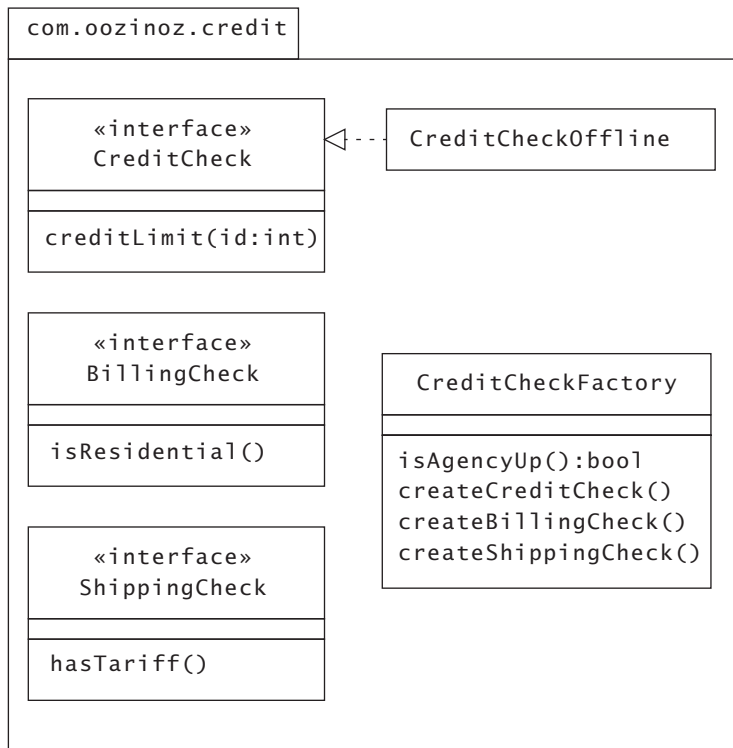 com.oozinoz.credit
«interface»
CreditCheck
creditLimit(id:int)
CreditCheckOffline
«interface»
BillingCheck
isResidential()
CreditCheckFactory
isAgencyUp():bool
createCreditCheck()
createBillingCheck()
createShippingCheck()
«interface»
ShippingCheck
hasTariff()